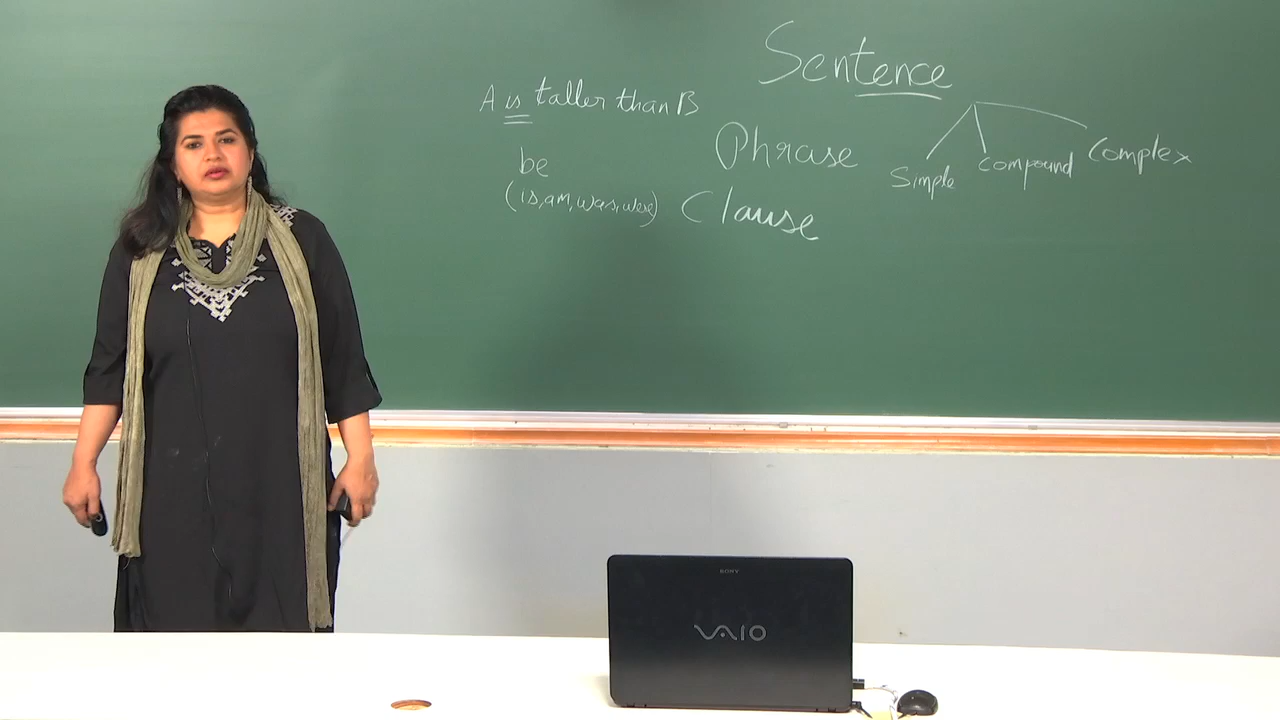 Sentence
A is taller than B
Phrase
Simple compound Complex
be
(is, am, was, were)
Clause
SONY
VAIO